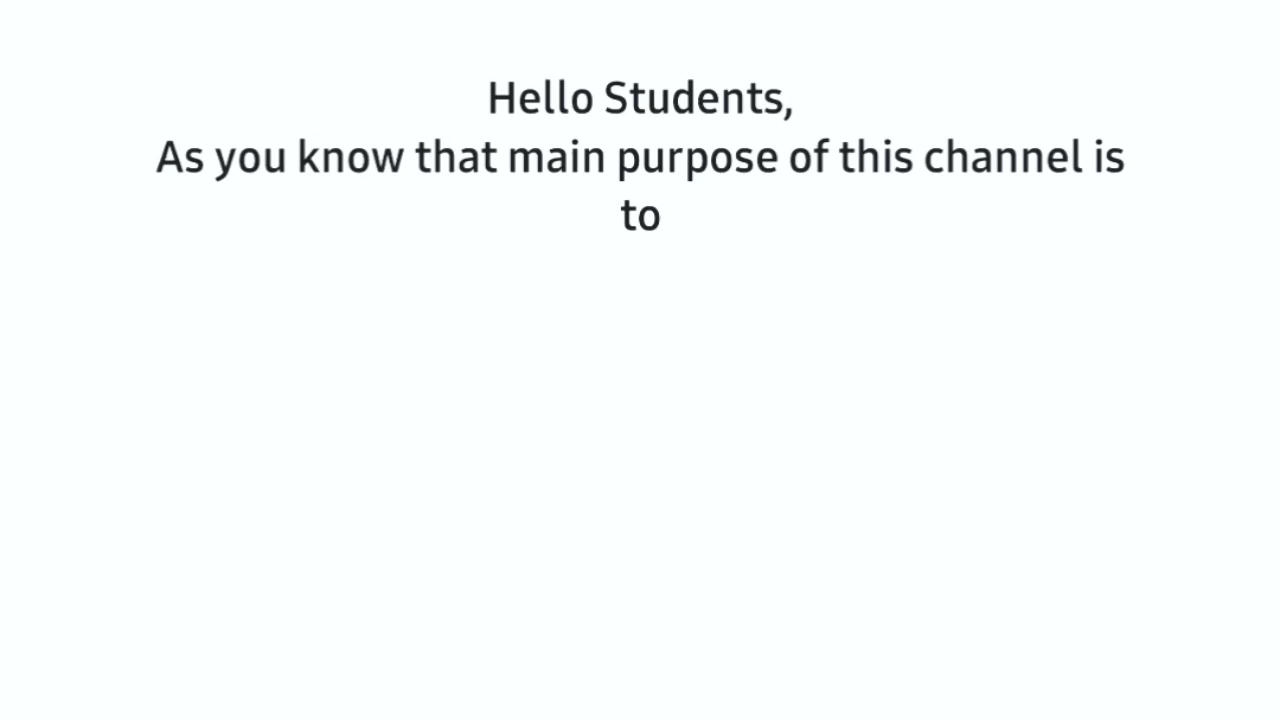 Hello Students,
As you know that main purpose of this channel is
to